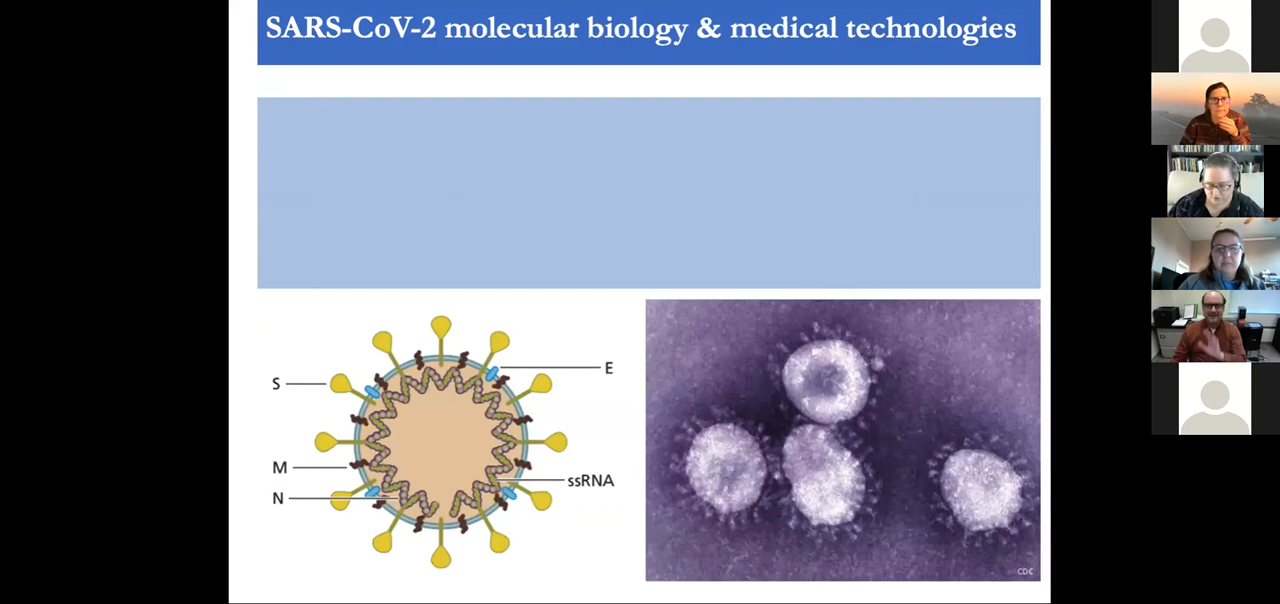 SARS-CoV-2 molecular biology & medical technologies
S
E
M
ssRNA
N
CDC